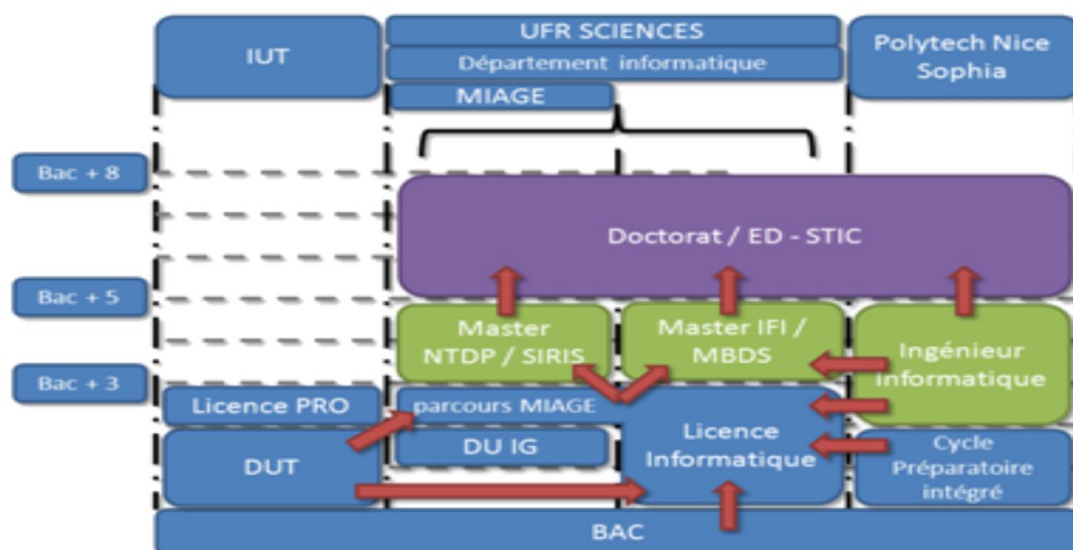 IUT
UFR SCIENCES
Département informatique
MIAGE
Polytech Nice
Sophia
Bac + 8
Doctorat / ED - STIC
Bac + 5
Master
NTDP / SIRIS
Master IFI /
MBDS
Ingénieur
Informatique
Bac + 3
Licence PRO
parcours MIAGE
Licence
Informatique
DUT
DU IG
Cycle
Préparatoire
intégré
BAC